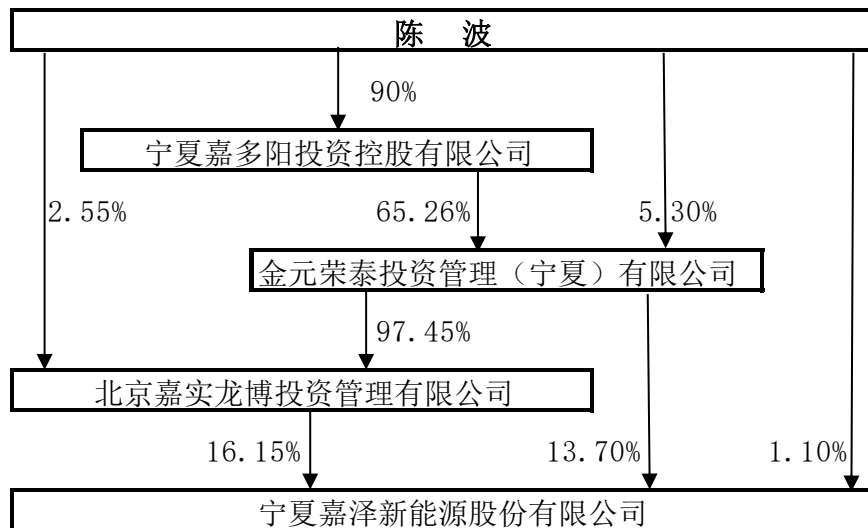 陈 波
90%
宁夏嘉多阳投资控股有限公司
2.55%
65.26%
5.30%
金元荣泰投资管理（宁夏）有限公司
97.45%
北京嘉实龙博投资管理有限公司
16.15%
13.70%
1.10%
宁夏嘉泽新能源股份有限公司